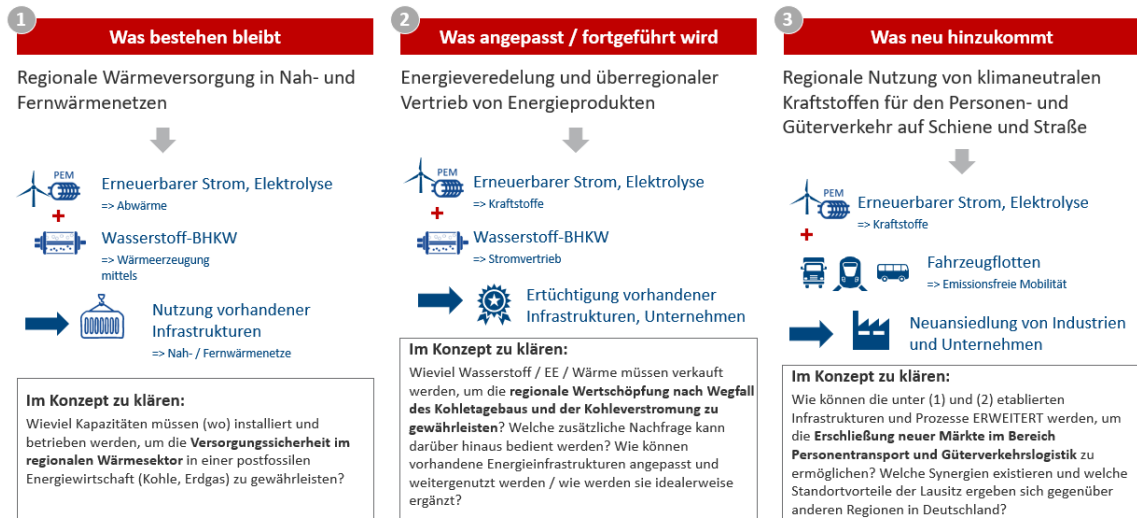 1
Was bestehen bleibt
Regionale Wärmeversorgung in Nah- und
Fernwärmenetzen
PEM
Erneuerbarer Strom, Elektrolyse
=> Abwärme
+
Wasserstoff-BHKW
=> Wärmeerzeugung
mittels
Nutzung vorhandener
Infrastrukturen
=> Nah- / Fernwärmenetze
Im Konzept zu klären:
Wieviel Kapazitäten müssen (wo) installiert und
betrieben werden, um die Versorgungssicherheit im
regionalen Wärmesektor in einer postfossilen
Energiewirtschaft (Kohle, Erdgas) zu gewährleisten?
2
Was angepasst / fortgeführt wird
Energieveredelung und überregionaler
Vertrieb von Energieprodukten
PEM
Erneuerbarer Strom, Elektrolyse
=> Kraftstoffe
+
Wasserstoff-BHKW
=> Stromvertrieb
Ertüchtigung vorhandener
Infrastrukturen, Unternehmen
Im Konzept zu klären:
Wieviel Wasserstoff / EE / Wärme müssen verkauft
werden, um die regionale Wertschöpfung nach Wegfall
des Kohletagebaus und der Kohleverstromung zu
gewährleisten? Welche zusätzliche Nachfrage kann
darüber hinaus bedient werden? Wie können
vorhandene Energieinfrastrukturen angepasst und
weitergenutzt werden / wie werden sie idealerweise
ergänzt?
3
Was neu hinzukommt
Regionale Nutzung von klimaneutralen
Kraftstoffen für den Personen- und
Güterverkehr auf Schiene und Straße
PEM
Erneuerbarer Strom, Elektrolyse
=> Kraftstoffe
+
Fahrzeugflotten
=> Emissionsfreie Mobilität
Neuansiedlung von Industrien
und Unternehmen
Im Konzept zu klären:
Wie können die unter (1) und (2) etablierten
Infrastrukturen und Prozesse ERWEITERT werden, um
die Erschließung neuer Märkte im Bereich
Personentransport und Güterverkehrslogistik zu
ermöglichen? Welche Synergien existieren und welche
Standortvorteile der Lausitz ergeben sich gegenüber
anderen Regionen in Deutschland?